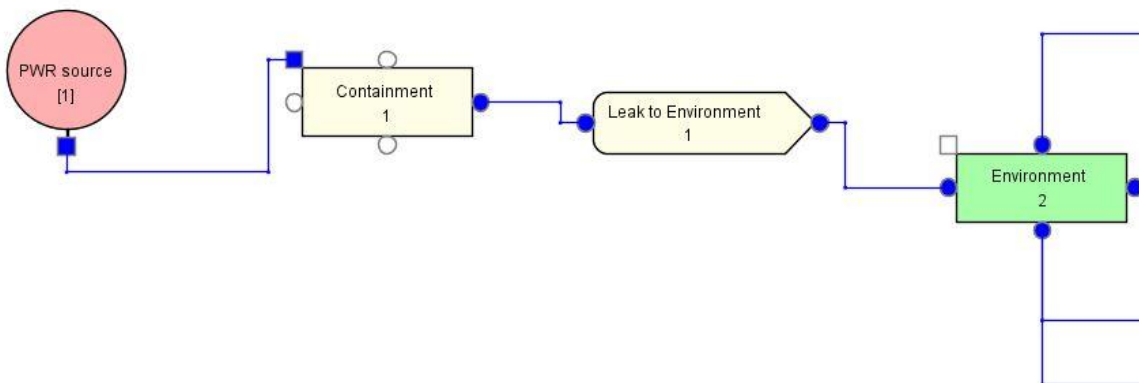 PWR source
[1]
Containment
1
Leak to Environment
1
Environment
2